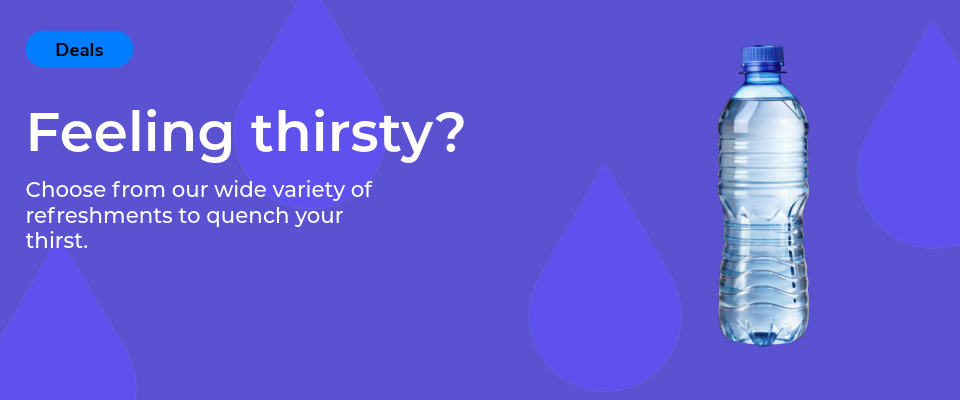 Deals
Feeling thirsty?
Choose from our wide variety of
refreshments to quench your
thirst.